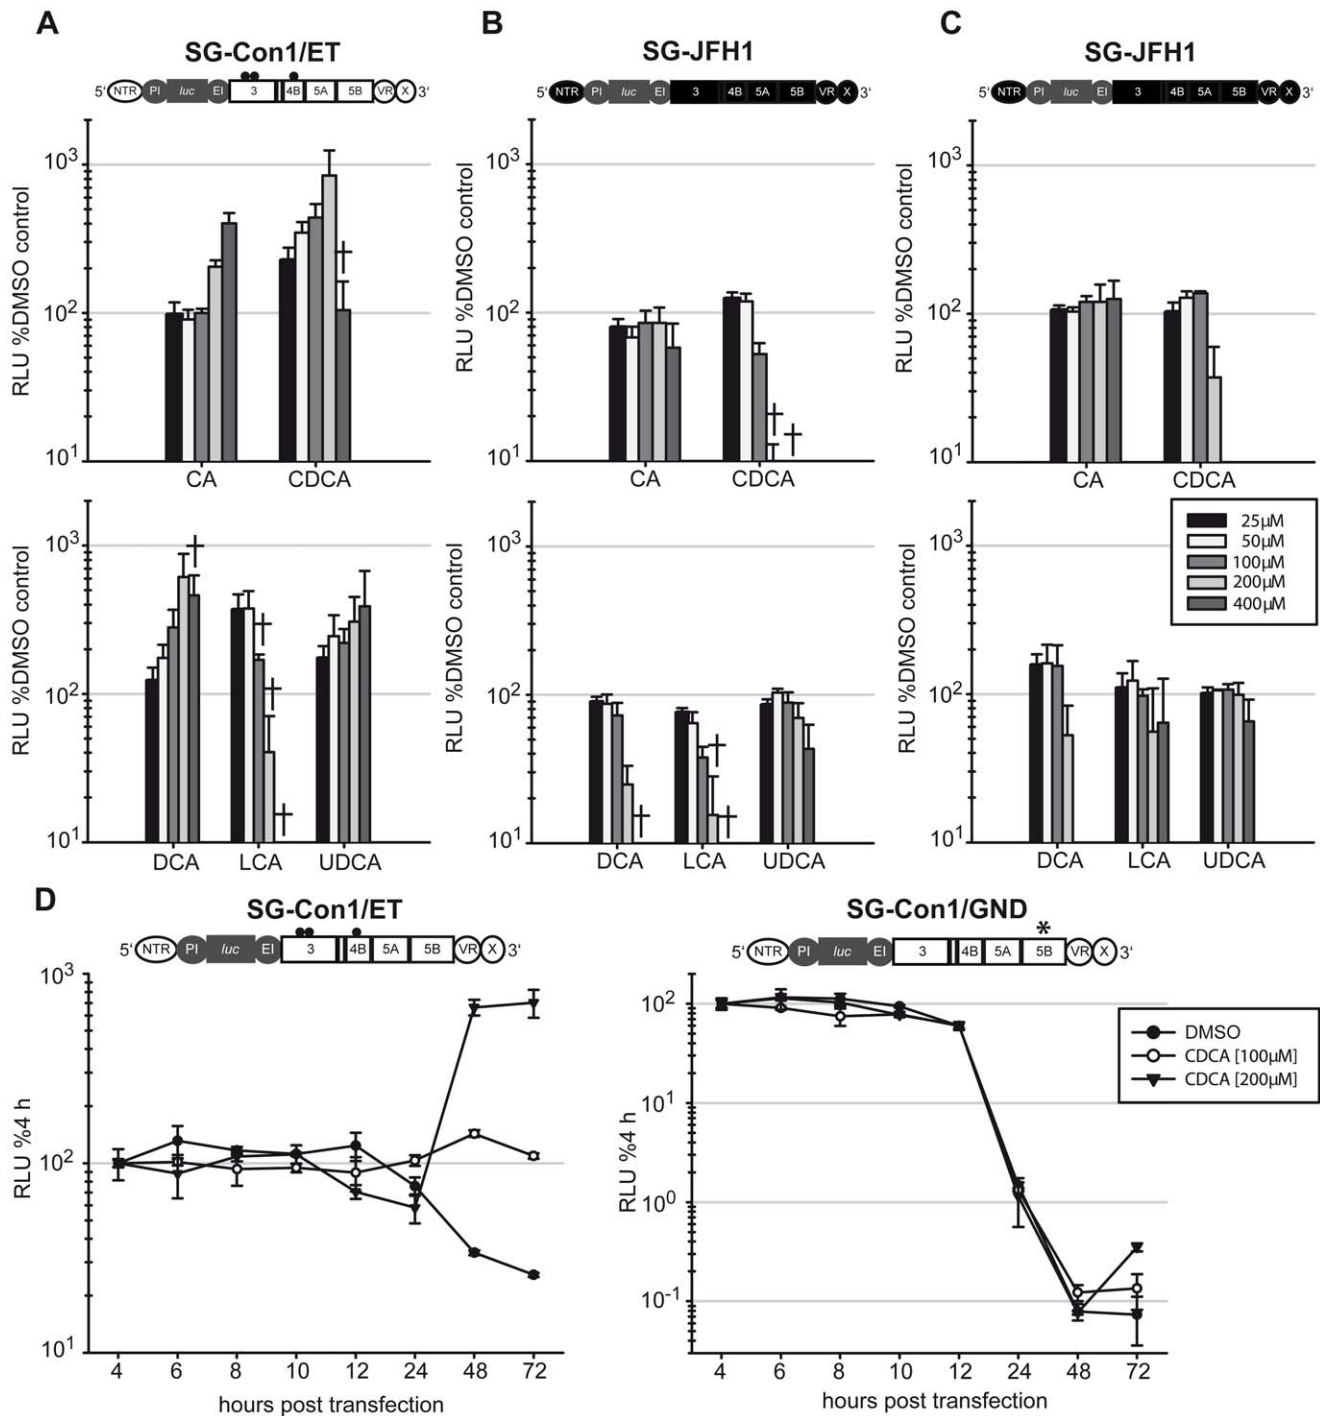 A
SG-Con1/ET
5' NTR PI luc EI 3 4B 5A 5B VR X 3'
RLU %DMSO control
10³
10²
10¹
CA CDCA
RLU %DMSO control
10³
10²
10¹
DCA LCA UDCA
B
SG-JFH1
5' NTR PI luc EI 3 4B 5A 5B VR X 3'
RLU %DMSO control
10³
10²
10¹
CA CDCA
RLU %DMSO control
10³
10²
10¹
DCA LCA UDCA
C
SG-JFH1
5' NTR PI luc EI 3 4B 5A 5B VR X 3'
RLU %DMSO control
10³
10²
10¹
CA CDCA
25µM
50µM
100µM
200µM
400µM
RLU %DMSO control
10³
10²
10¹
DCA LCA UDCA
D
SG-Con1/ET
5' NTR PI luc EI 3 4B 5A 5B VR X 3'
RLU %4 h
10³
10²
10¹
4 6 8 10 12 24 48 72
hours post transfection
SG-Con1/GND
*
5' NTR PI luc EI 3 4B 5A 5B VR X 3'
RLU %4 h
10²
10¹
10⁰
10⁻¹
4 6 8 10 12 24 48 72
hours post transfection
DMSO
CDCA [100µM]
CDCA [200µM]